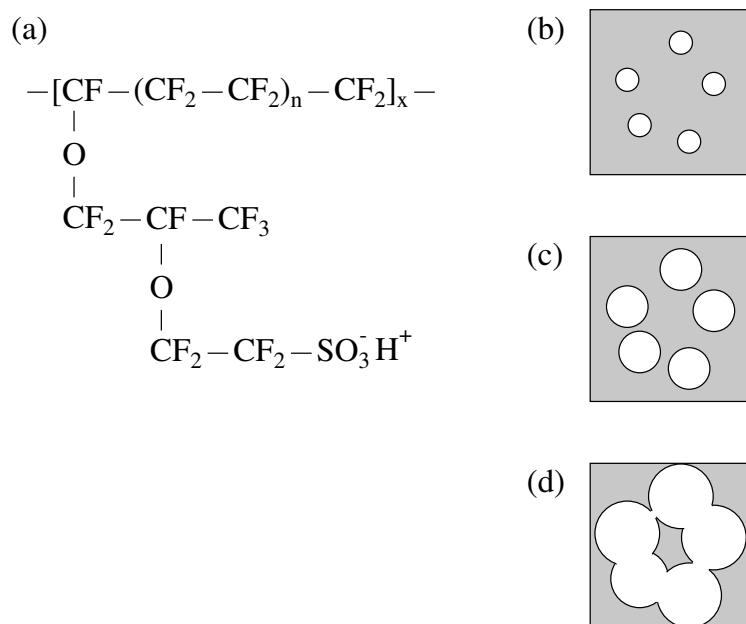 (a)
(b)
–[CF–(CF₂–CF₂)ₙ–CF₂]ₓ–
O
CF₂–CF–CF₃
(c)
O
CF₂–CF₂–SO₃⁻H⁺
(d)